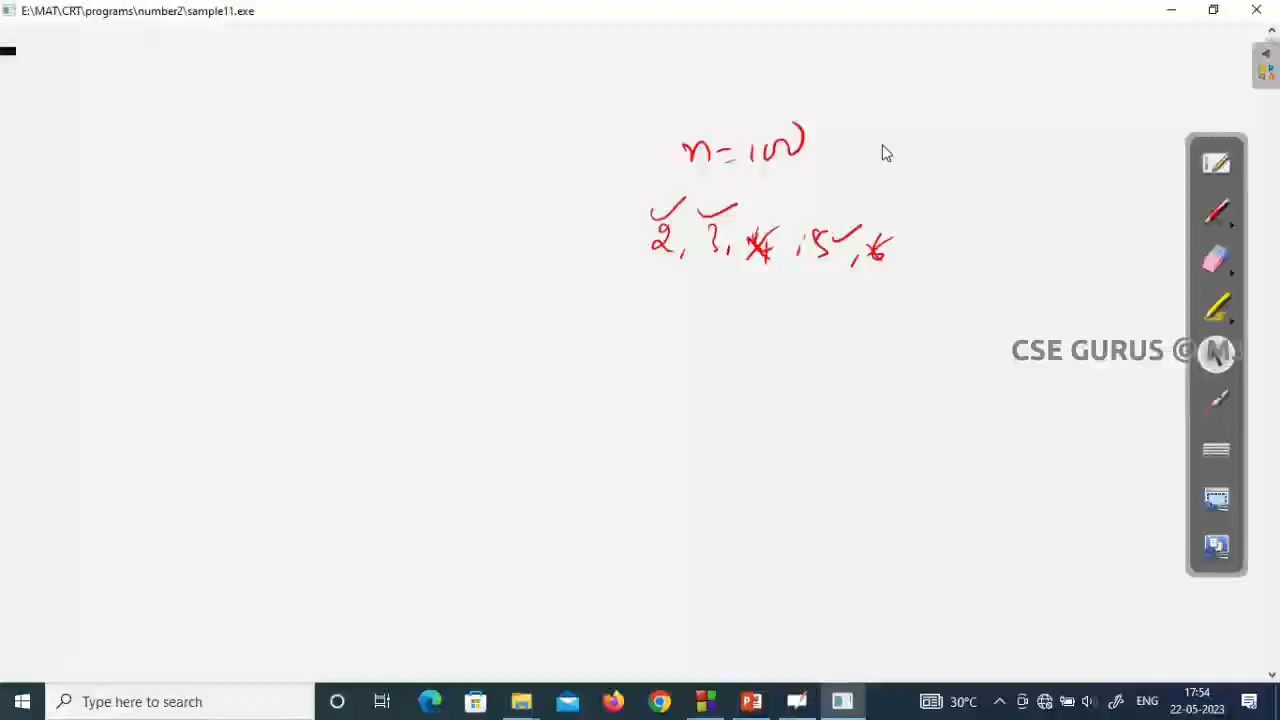 E:\MAT\CRT\programs\number2\sample11.exe
n=100
2, 3, 4, 5, 6
CSE GURUS @ M
Type here to search
30°C
ENG
17:54
22-05-2023